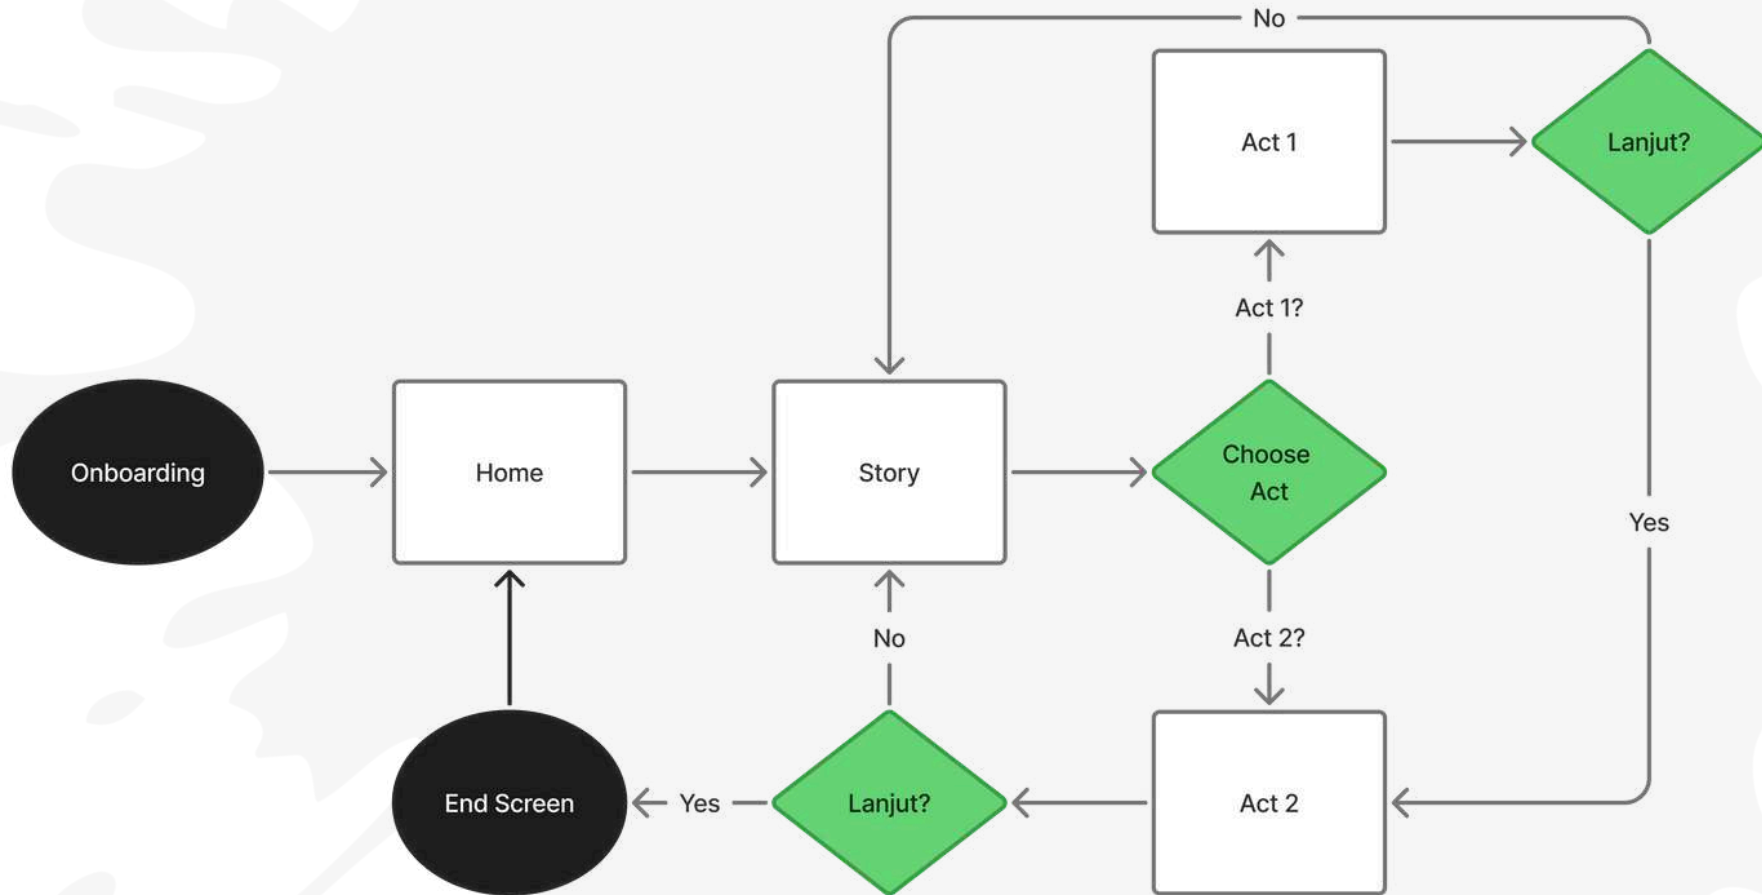 No
Act 1
Lanjut?
Act 1?
Onboarding
Home
Story
Choose
Act
Yes
No
Act 2?
End Screen
Yes
Lanjut?
Act 2